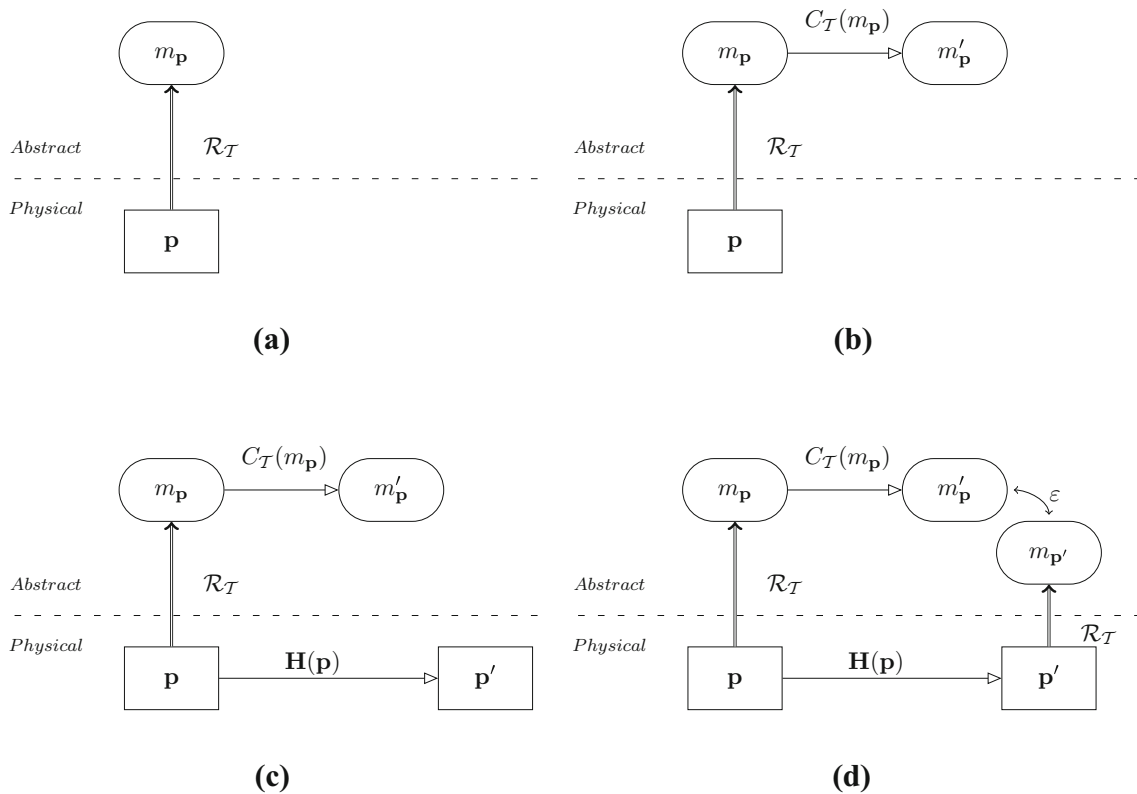 C_𝒯(m_𝐩)
m_𝐩
m_𝐩
m′_𝐩
Abstract
ℛ_𝒯
Abstract
ℛ_𝒯
Physical
Physical
𝐩
𝐩
(a)
(b)
C_𝒯(m_𝐩)
C_𝒯(m_𝐩)
m_𝐩
m′_𝐩
m_𝐩
m′_𝐩
ε
m_𝐩′
Abstract
ℛ_𝒯
Abstract
ℛ_𝒯
Physical
Physical
ℛ_𝒯
𝐇(𝐩)
𝐇(𝐩)
𝐩
𝐩′
𝐩
𝐩′
(c)
(d)